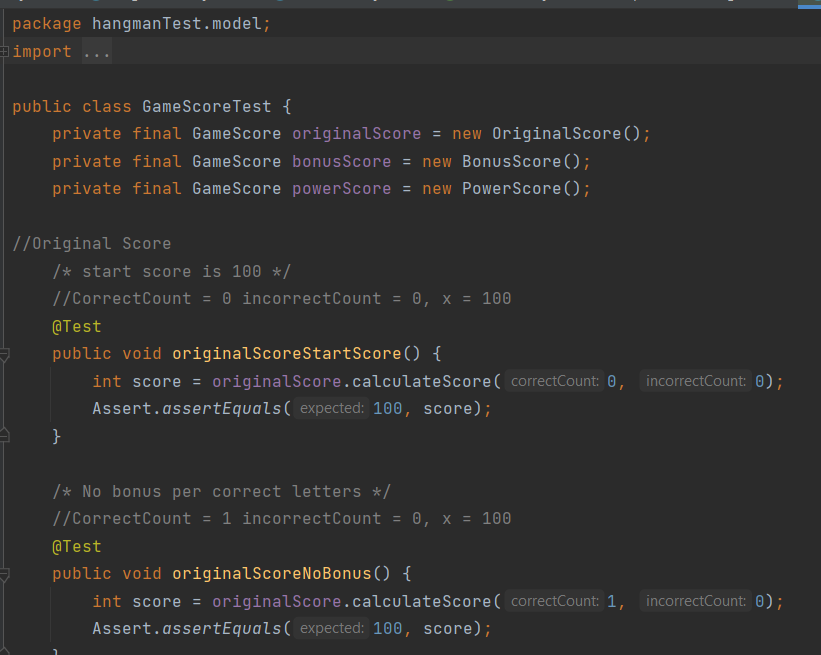 package hangmanTest.model;
import ...
public class GameScoreTest {
    private final GameScore originalScore = new OriginalScore();
    private final GameScore bonusScore = new BonusScore();
    private final GameScore powerScore = new PowerScore();
//Original Score
    /* start score is 100 */
    //CorrectCount = 0 incorrectCount = 0, x = 100
    @Test
    public void originalScoreStartScore() {
        int score = originalScore.calculateScore( correctCount: 0, incorrectCount: 0);
        Assert.assertEquals( expected: 100, score);
    }
    /* No bonus per correct letters */
    //CorrectCount = 1 incorrectCount = 0, x = 100
    @Test
    public void originalScoreNoBonus() {
        int score = originalScore.calculateScore( correctCount: 1, incorrectCount: 0);
        Assert.assertEquals( expected: 100, score);